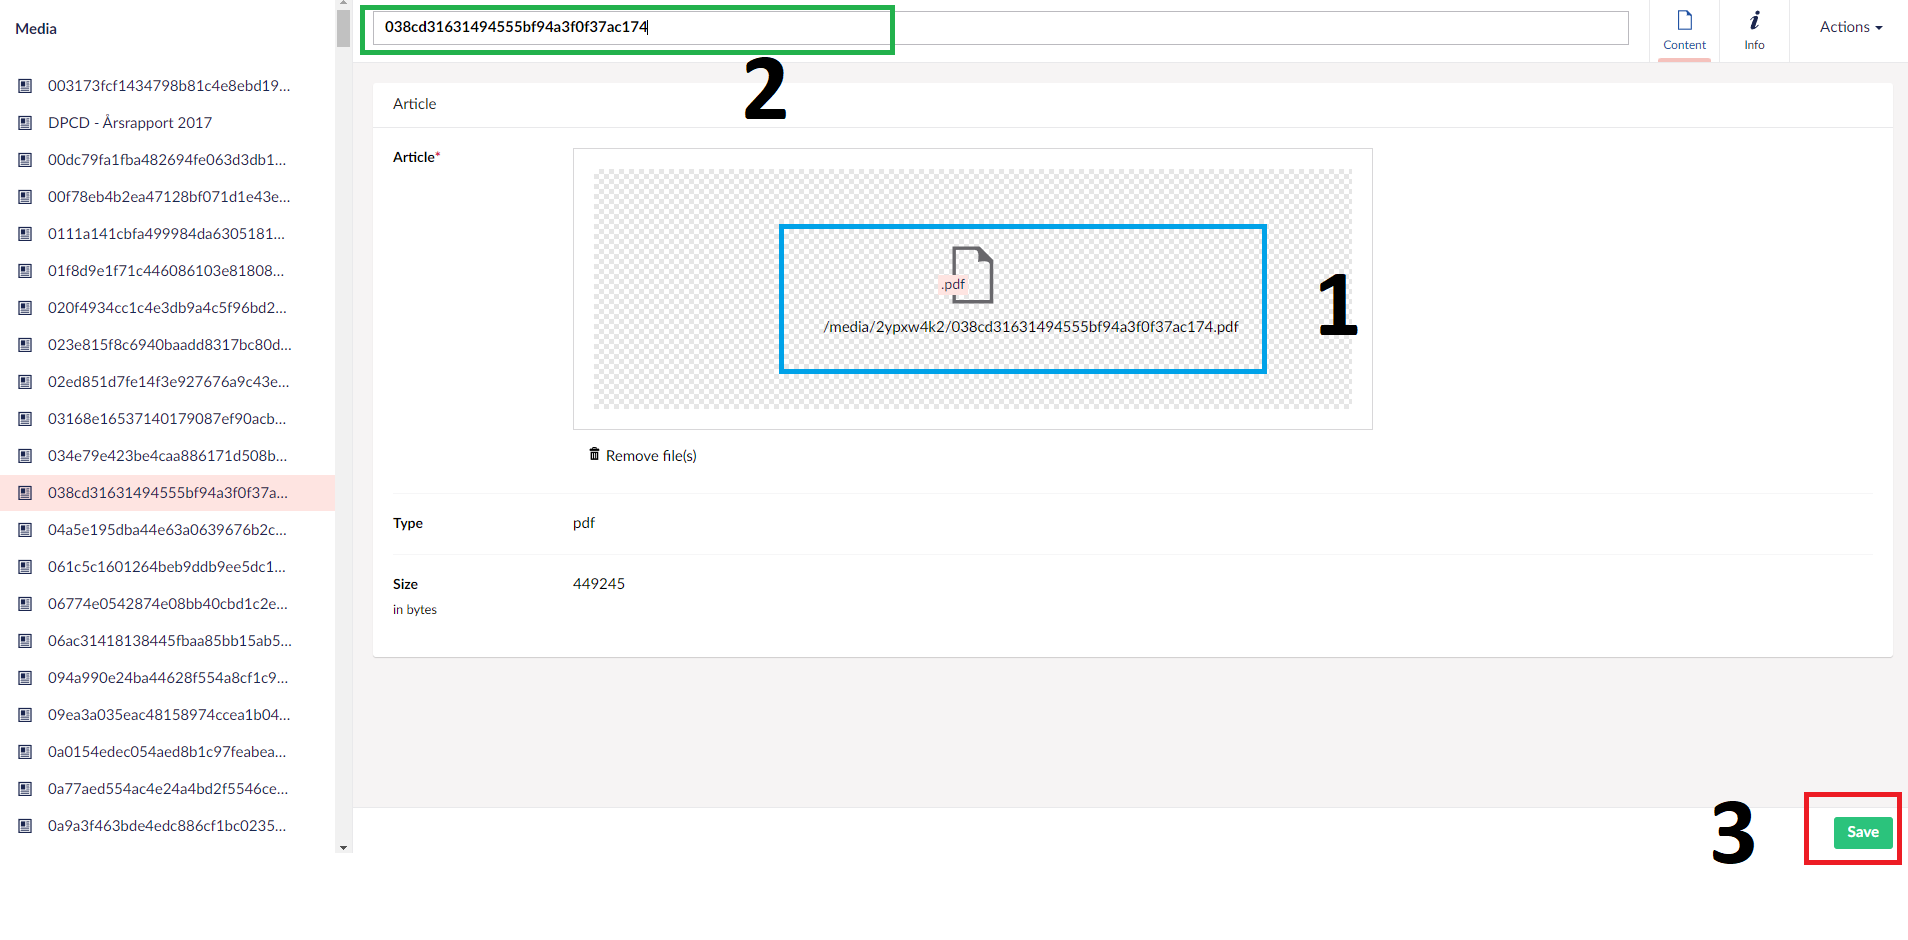 Media
003173fcf1434798b81c4e8ebd19...
DPCD - Årsrapport 2017
00dc79fa1fba482694fe063d3db1...
00f78eb4b2ea47128bf071d1e43e...
0111a141cbfa499984da6305181...
01f8d9e1f71c446086103e81808...
020f4934cc1c4e3db9a4c5f96bd2...
023e815f8c6940baadd8317bc80d...
02ed851d7fe14f3e927676a9c43e...
03168e16537140179087ef90acb...
034e79e423be4caa886171d508b...
038cd31631494555bf94a3f0f37a...
04a5e195dba44e63a0639676b2c...
061c5c1601264beb9ddb9ee5dc1...
06774e0542874e08bb40cbd1c2e...
06ac31418138445fbaa85bb15ab5...
094a990e24ba44628f554a8cf1c9...
09ea3a035eac48158974ccea1b04...
0a0154edec054aed8b1c97feabea...
0a77aed554ac4e24a4bd2f5546ce...
0a9a3f463bde4edc886cf1bc0235...
038cd31631494555bf94a3f0f37ac174
2
Content
Info
Actions
Article
Article*
.pdf
/media/2ypxw4k2/038cd31631494555bf94a3f0f37ac174.pdf
1
Remove file(s)
Type
pdf
Size
449245
in bytes
3
Save